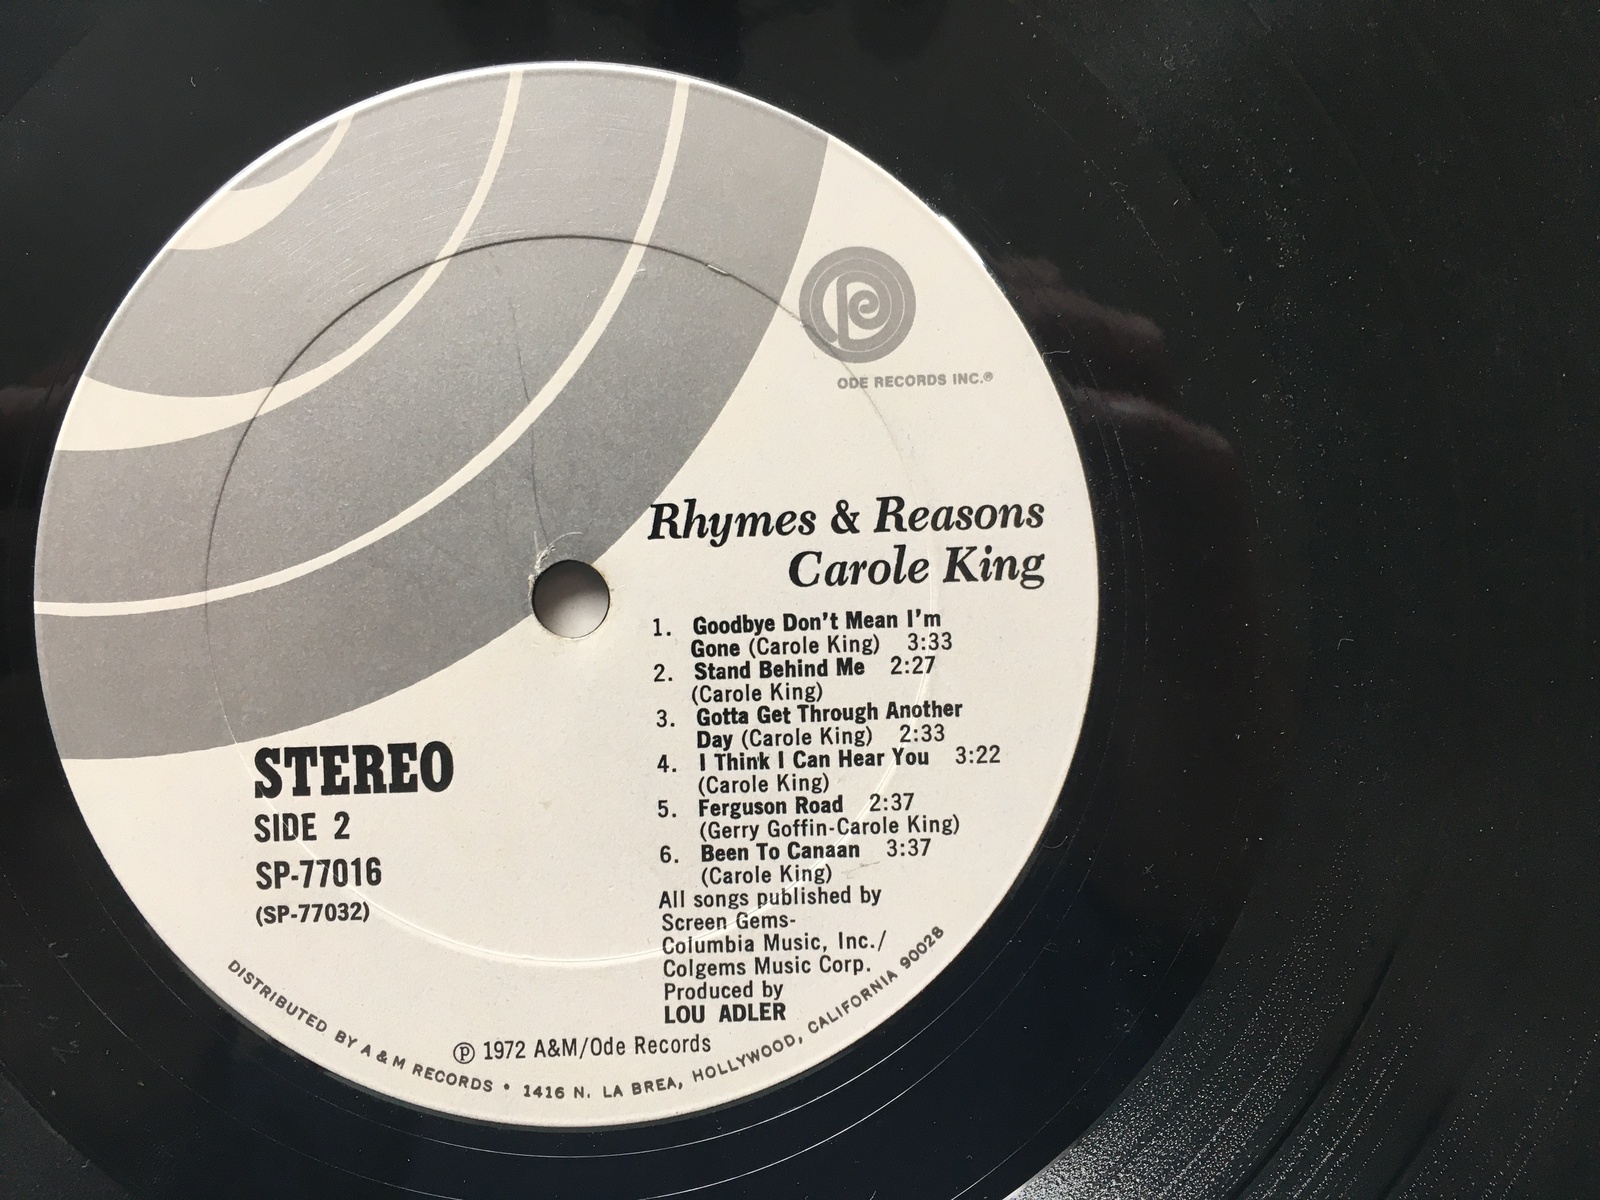 ODE RECORDS INC.®
Rhymes & Reasons
Carole King
1. Goodbye Don't Mean I'm
Gone (Carole King) 3:33
2. Stand Behind Me 2:27
(Carole King)
3. Gotta Get Through Another
Day (Carole King) 2:33
4. I Think I Can Hear You 3:22
(Carole King)
5. Ferguson Road 2:37
(Gerry Goffin-Carole King)
6. Been To Canaan 3:37
(Carole King)
All songs published by
Screen Gems-
Columbia Music, Inc./
Colgems Music Corp.
Produced by
LOU ADLER
STEREO
SIDE 2
SP-77016
(SP-77032)
℗ 1972 A&M/Ode Records
DISTRIBUTED BY A & M RECORDS • 1416 N. LA BREA, HOLLYWOOD, CALIFORNIA 90028